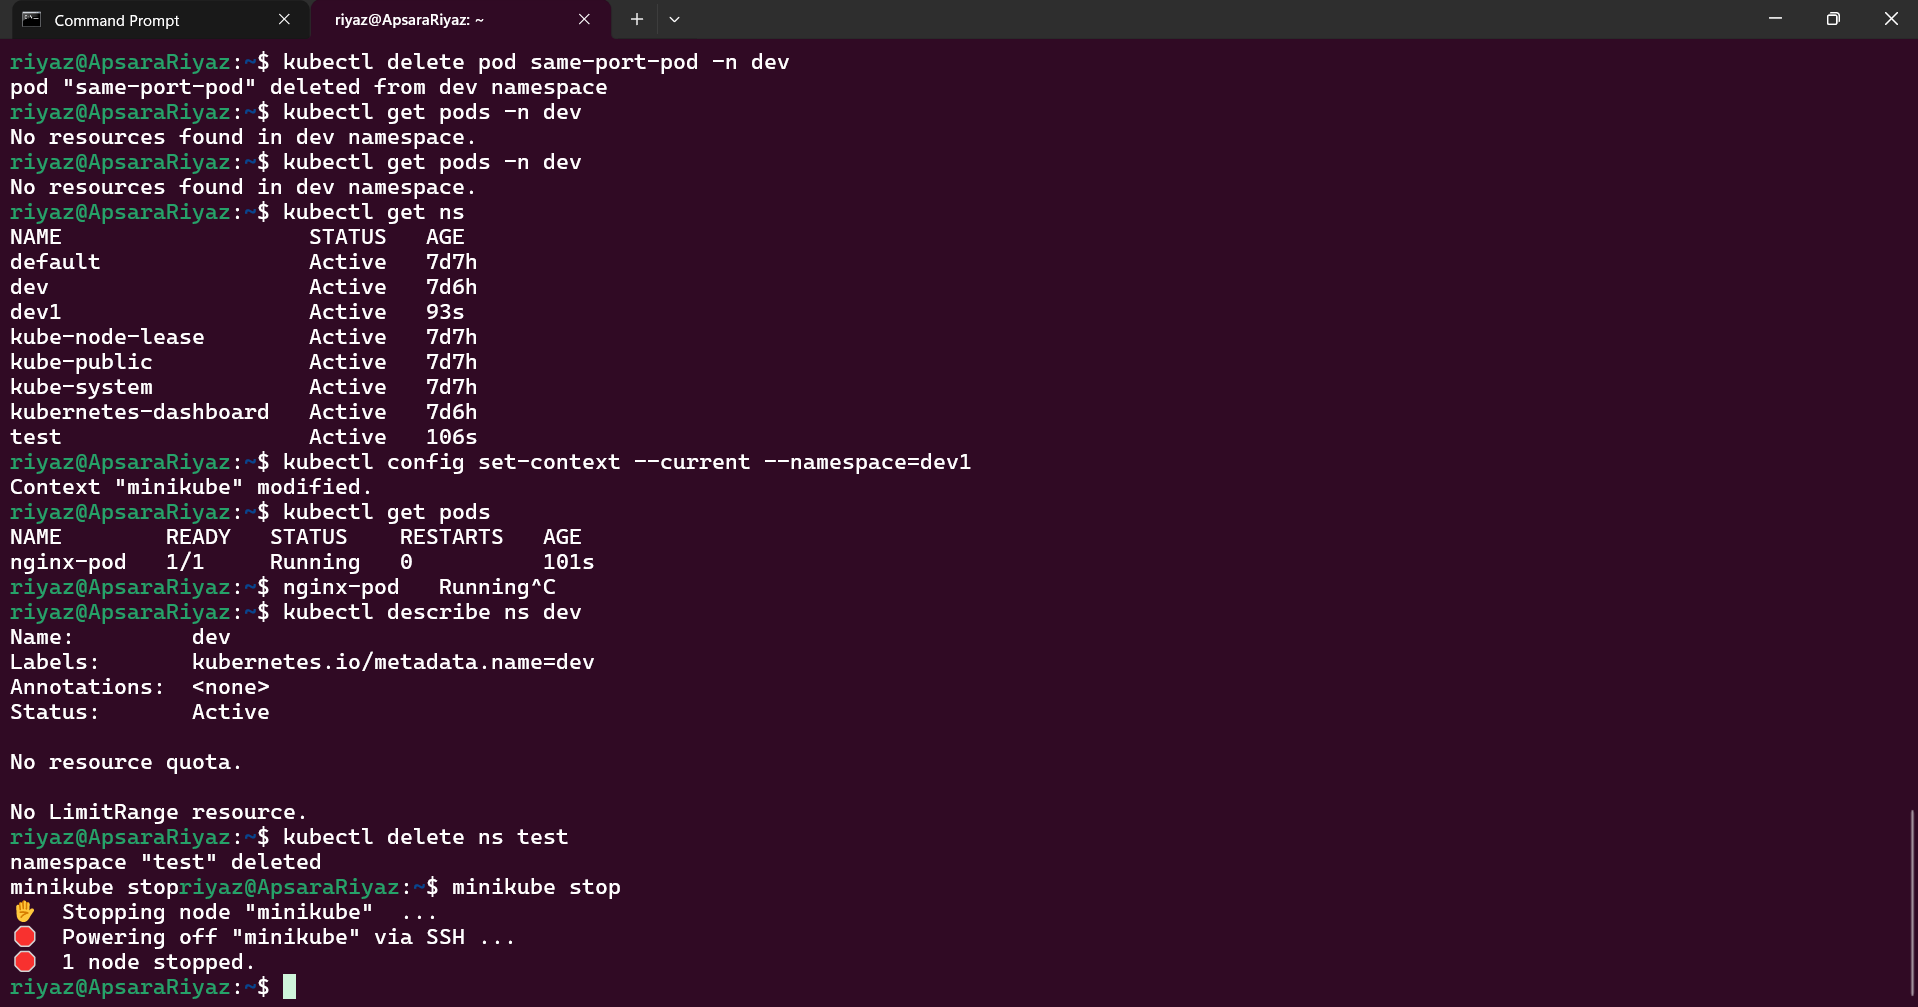 Command Prompt
riyaz@ApsaraRiyaz: ~
riyaz@ApsaraRiyaz:~$ kubectl delete pod same-port-pod -n dev
pod "same-port-pod" deleted from dev namespace
riyaz@ApsaraRiyaz:~$ kubectl get pods -n dev
No resources found in dev namespace.
riyaz@ApsaraRiyaz:~$ kubectl get pods -n dev
No resources found in dev namespace.
riyaz@ApsaraRiyaz:~$ kubectl get ns
NAME                   STATUS   AGE
default                Active   7d7h
dev                    Active   7d6h
dev1                   Active   93s
kube-node-lease        Active   7d7h
kube-public            Active   7d7h
kube-system            Active   7d7h
kubernetes-dashboard   Active   7d6h
test                   Active   106s
riyaz@ApsaraRiyaz:~$ kubectl config set-context --current --namespace=dev1
Context "minikube" modified.
riyaz@ApsaraRiyaz:~$ kubectl get pods
NAME        READY   STATUS    RESTARTS   AGE
nginx-pod   1/1     Running   0          101s
riyaz@ApsaraRiyaz:~$ nginx-pod   Running^C
riyaz@ApsaraRiyaz:~$ kubectl describe ns dev
Name:         dev
Labels:       kubernetes.io/metadata.name=dev
Annotations:  <none>
Status:       Active
No resource quota.
No LimitRange resource.
riyaz@ApsaraRiyaz:~$ kubectl delete ns test
namespace "test" deleted
minikube stopriyaz@ApsaraRiyaz:~$ minikube stop
✋  Stopping node "minikube"  ...
🛑  Powering off "minikube" via SSH ...
🛑  1 node stopped.
riyaz@ApsaraRiyaz:~$